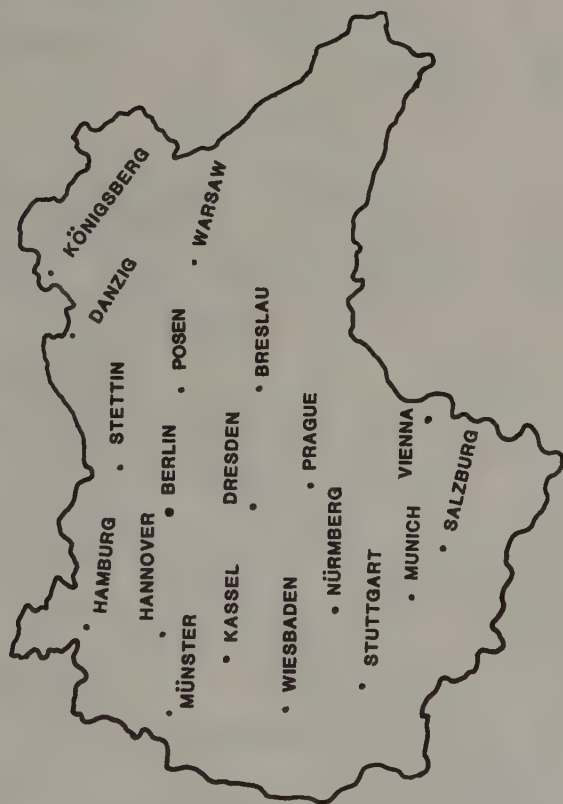 KÖNIGSBERG
DANZIG
WARSAW
STETTIN
POSEN
BRESLAU
HAMBURG
HANNOVER
BERLIN
DRESDEN
PRAGUE
VIENNA
MÜNSTER
KASSEL
WIESBADEN
NÜRMBERG
STUTTGART
MUNICH
SALZBURG